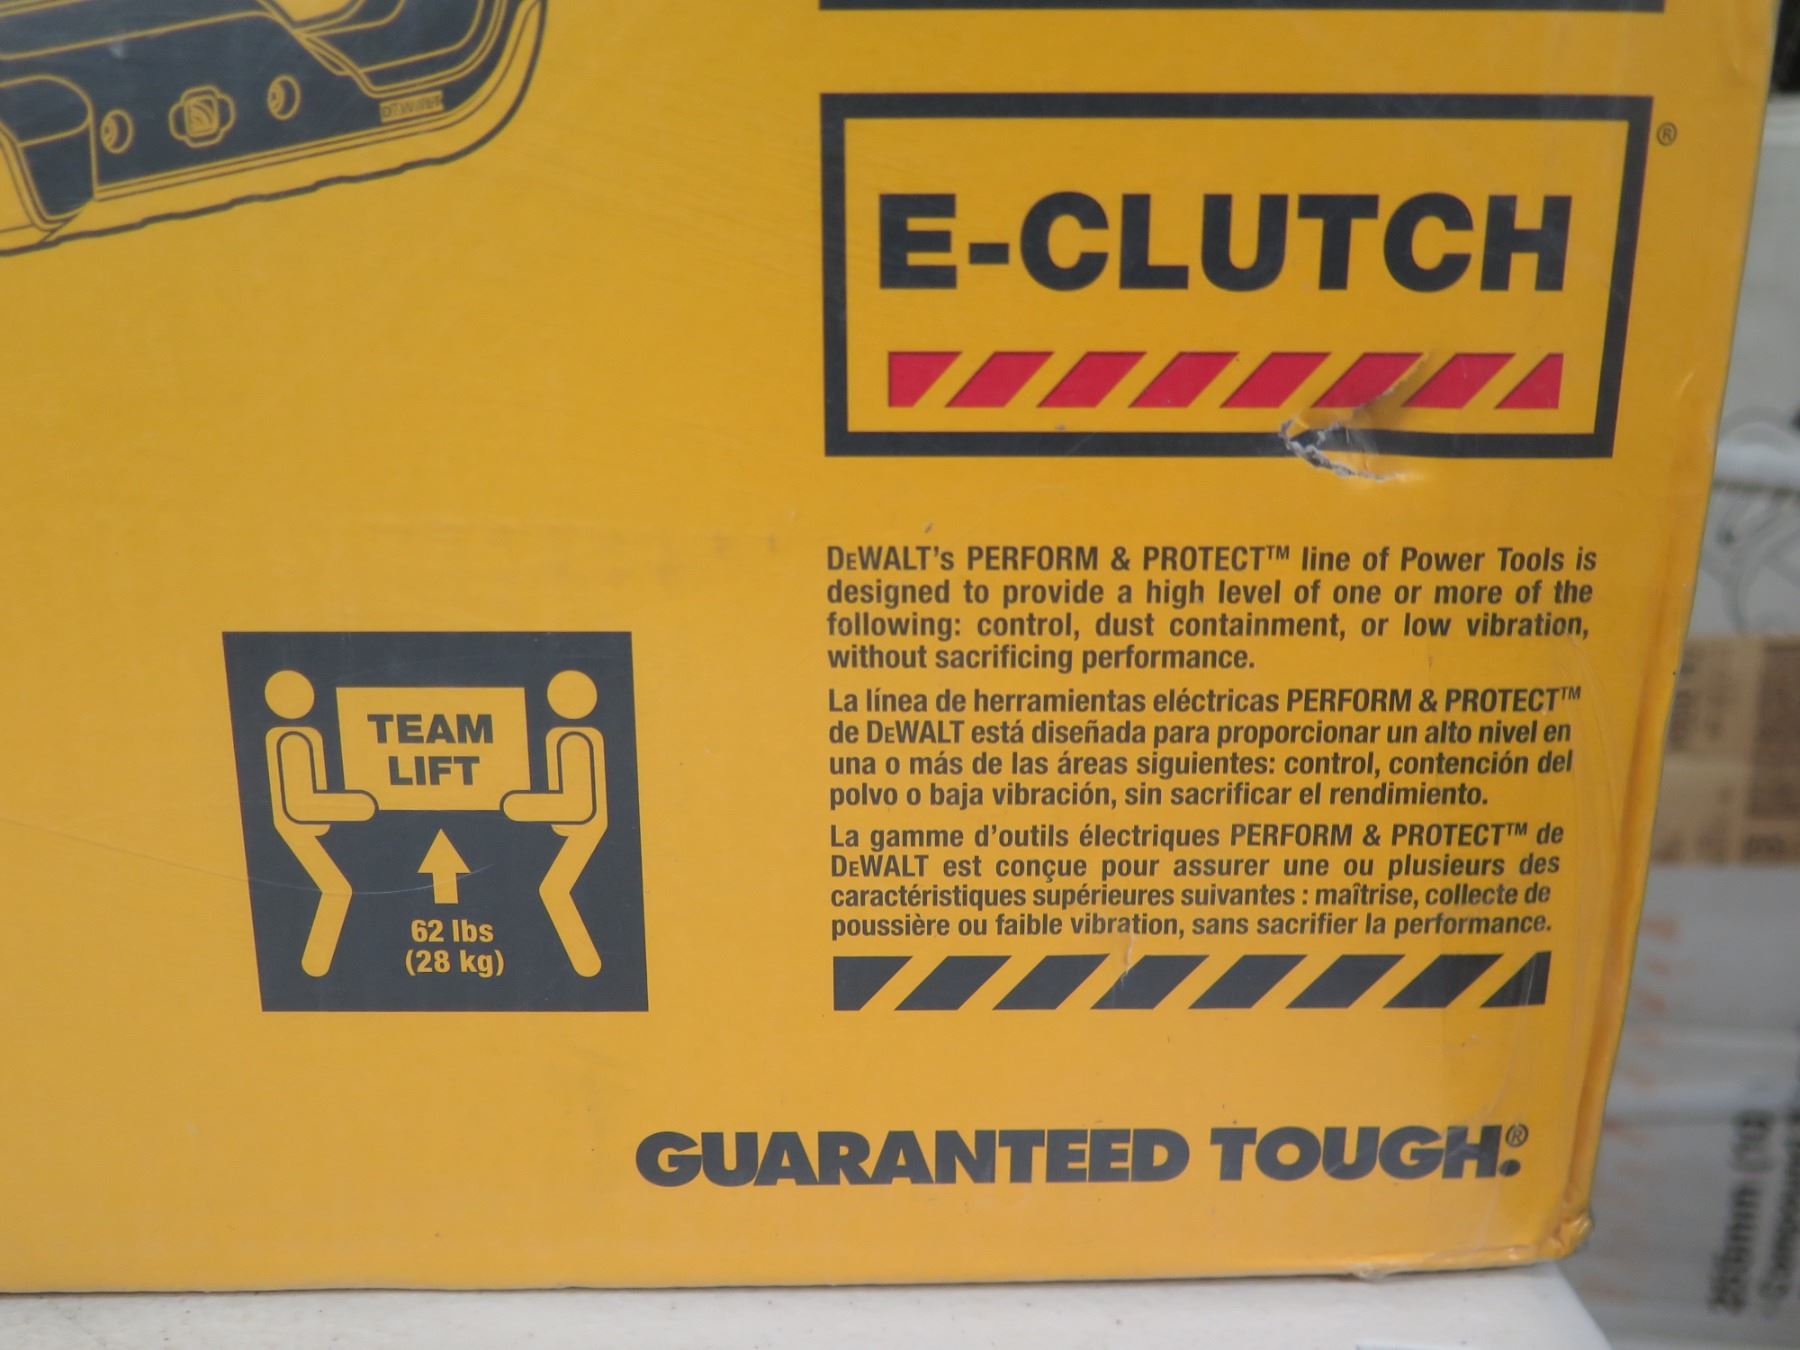 DEWALT
®
E-CLUTCH
DEWALT's PERFORM & PROTECT™ line of Power Tools is
designed to provide a high level of one or more of the
following: control, dust containment, or low vibration,
without sacrificing performance.
La línea de herramientas eléctricas PERFORM & PROTECT™
de DEWALT está diseñada para proporcionar un alto nivel en
una o más de las áreas siguientes: control, contención del
polvo o baja vibración, sin sacrificar el rendimiento.
La gamme d'outils électriques PERFORM & PROTECT™ de
DEWALT est conçue pour assurer une ou plusieurs des
caractéristiques supérieures suivantes : maîtrise, collecte de
poussière ou faible vibration, sans sacrifier la performance.
TEAM
LIFT
62 lbs
(28 kg)
GUARANTEED TOUGH.®